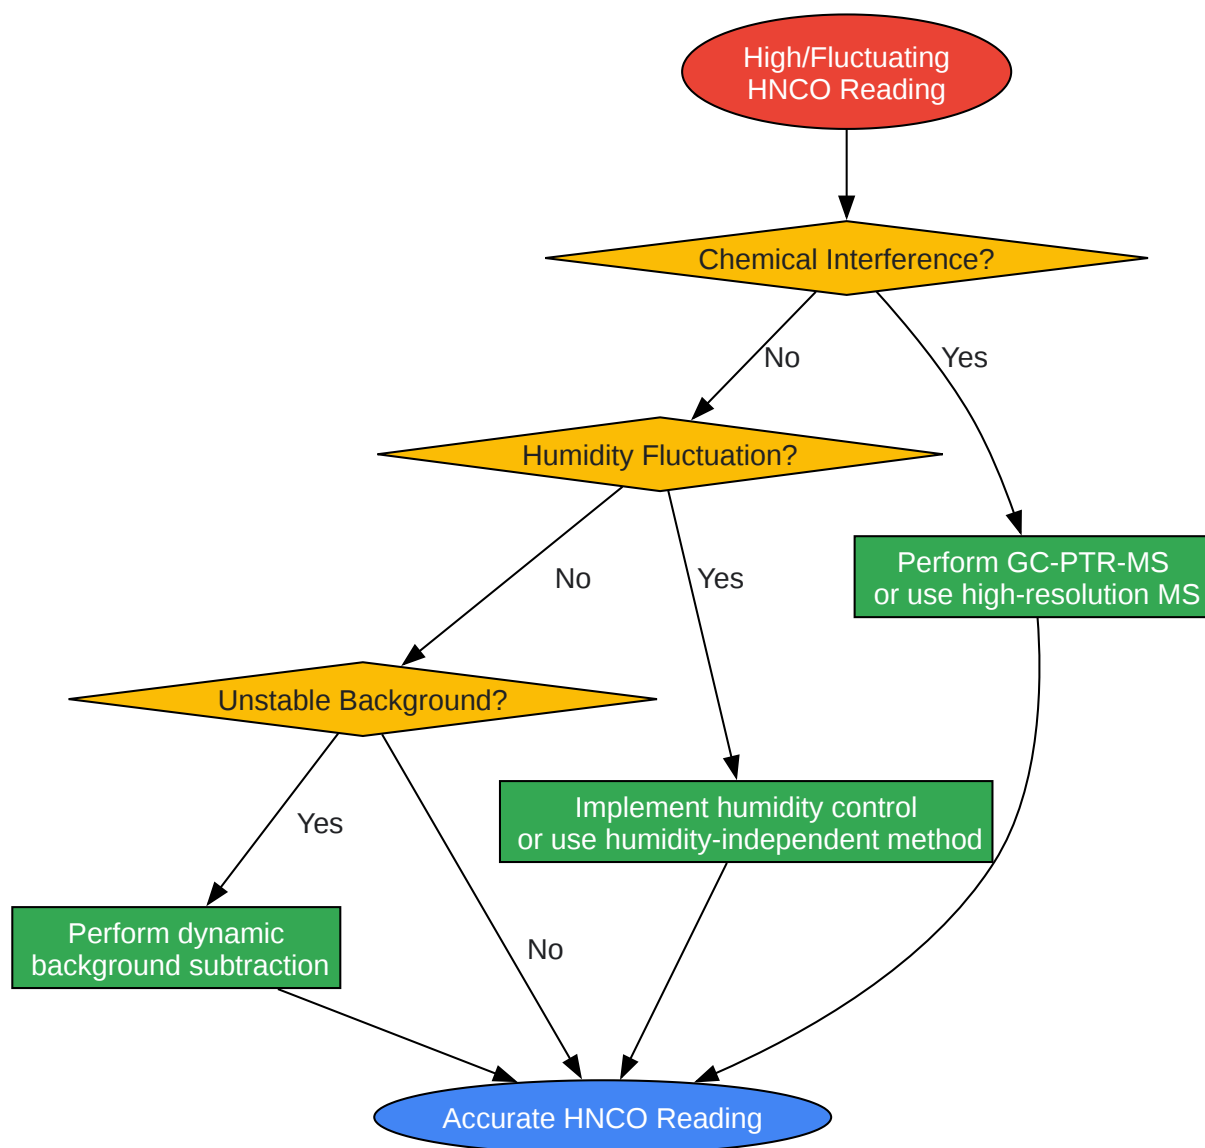 High/Fluctuating
HNCO Reading
Chemical Interference?
No
Yes
Humidity Fluctuation?
Perform GC-PTR-MS
or use high-resolution MS
No
Yes
Unstable Background?
Implement humidity control
or use humidity-independent method
Yes
Perform dynamic
background subtraction
No
Accurate HNCO Reading